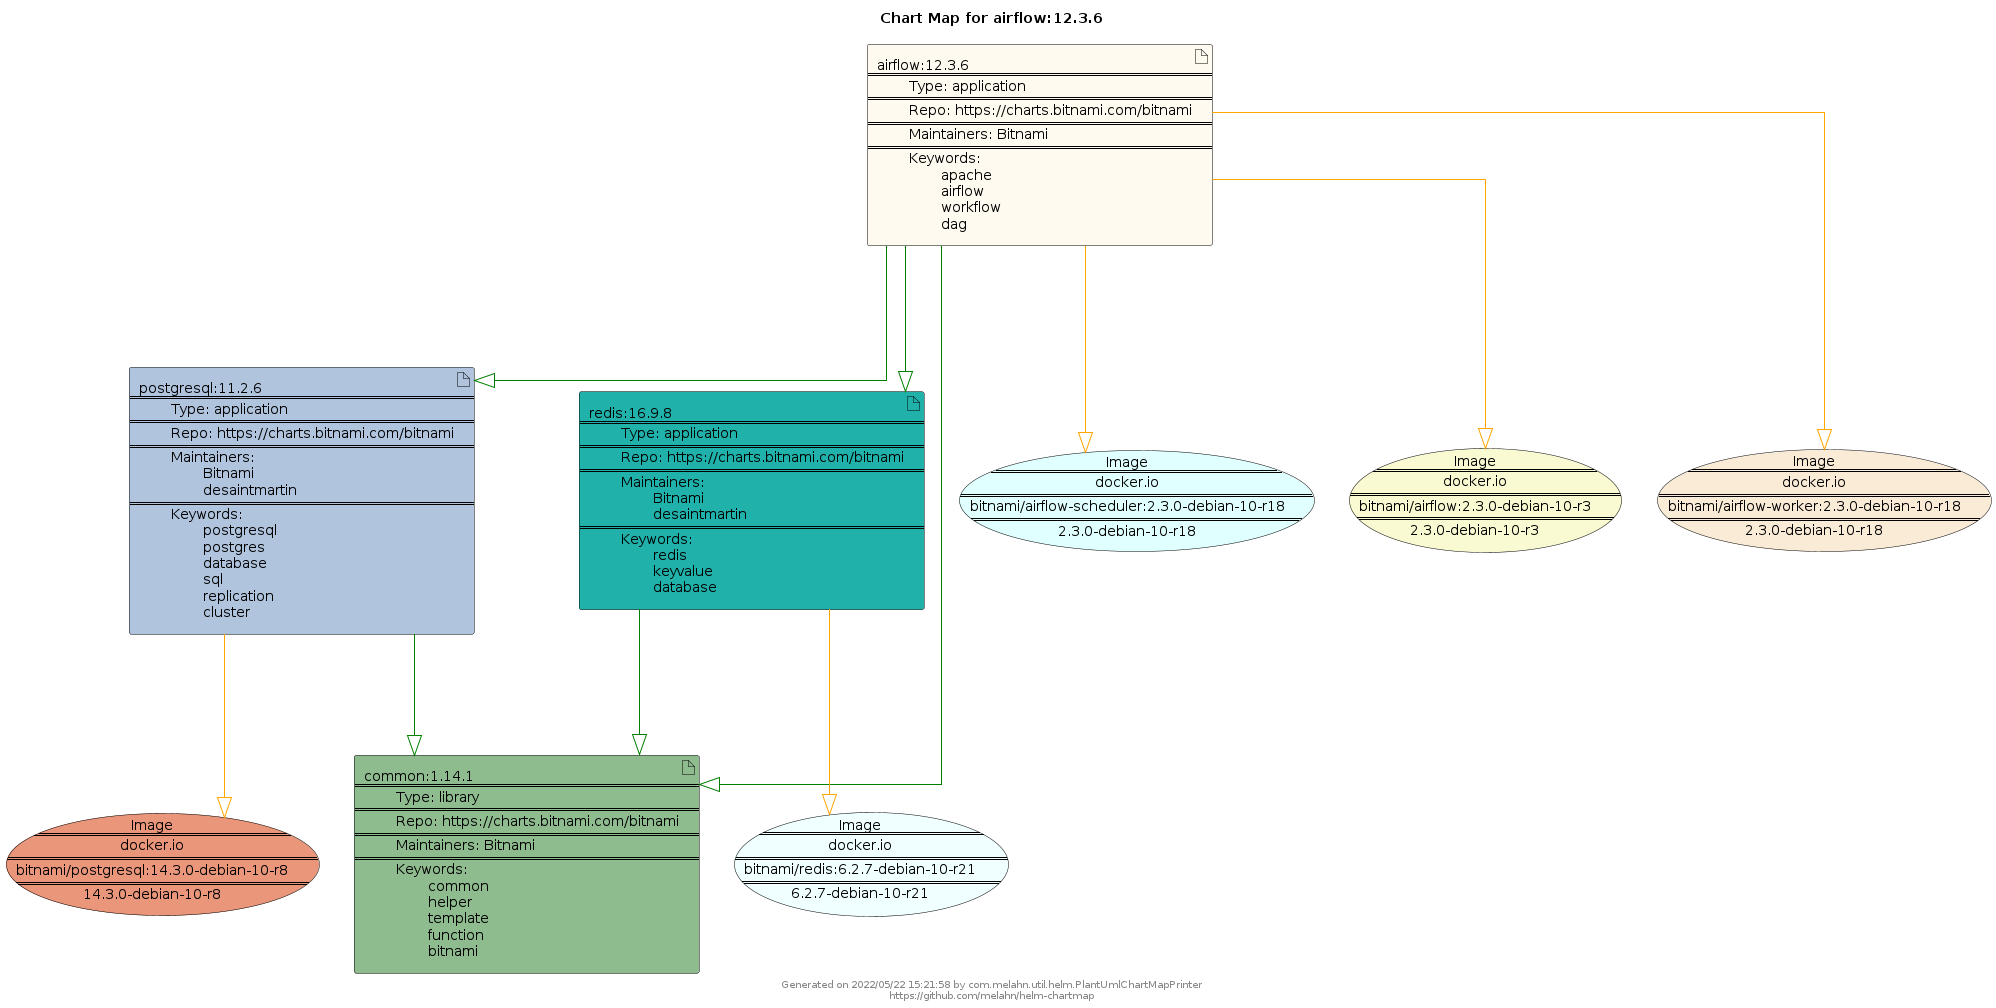 Chart Map for airflow:12.3.6
airflow:12.3.6
Type: application
Repo: https://charts.bitnami.com/bitnami
Maintainers: Bitnami
Keywords:
apache
airflow
workflow
dag
postgresql:11.2.6
Type: application
Repo: https://charts.bitnami.com/bitnami
Maintainers:
Bitnami
desaintmartin
Keywords:
postgresql
postgres
database
sql
replication
cluster
redis:16.9.8
Type: application
Repo: https://charts.bitnami.com/bitnami
Maintainers:
Bitnami
desaintmartin
Keywords:
redis
keyvalue
database
Image
docker.io
bitnami/airflow-scheduler:2.3.0-debian-10-r18
2.3.0-debian-10-r18
Image
docker.io
bitnami/airflow:2.3.0-debian-10-r3
2.3.0-debian-10-r3
Image
docker.io
bitnami/airflow-worker:2.3.0-debian-10-r18
2.3.0-debian-10-r18
Image
docker.io
bitnami/postgresql:14.3.0-debian-10-r8
14.3.0-debian-10-r8
common:1.14.1
Type: library
Repo: https://charts.bitnami.com/bitnami
Maintainers: Bitnami
Keywords:
common
helper
template
function
bitnami
Image
docker.io
bitnami/redis:6.2.7-debian-10-r21
6.2.7-debian-10-r21
Generated on 2022/05/22 15:21:58 by com.melahn.util.helm.PlantUmlChartMapPrinter
https://github.com/melahn/helm-chartmap